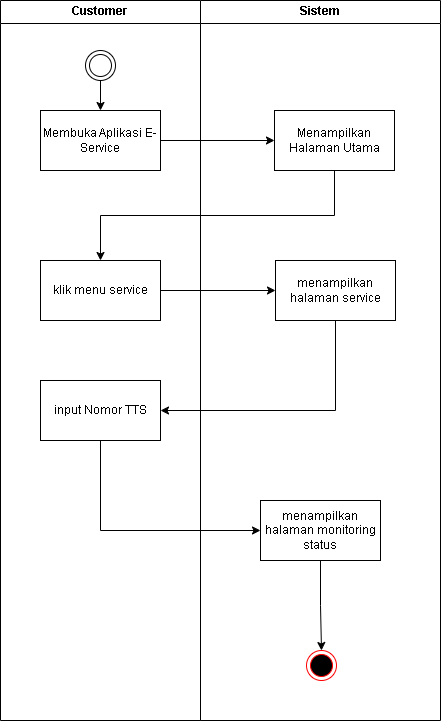 Customer
Sistem
Membuka Aplikasi E-
Service
Menampilkan
Halaman Utama
klik menu service
menampilkan
halaman service
input Nomor TTS
menampilkan
halaman monitoring
status